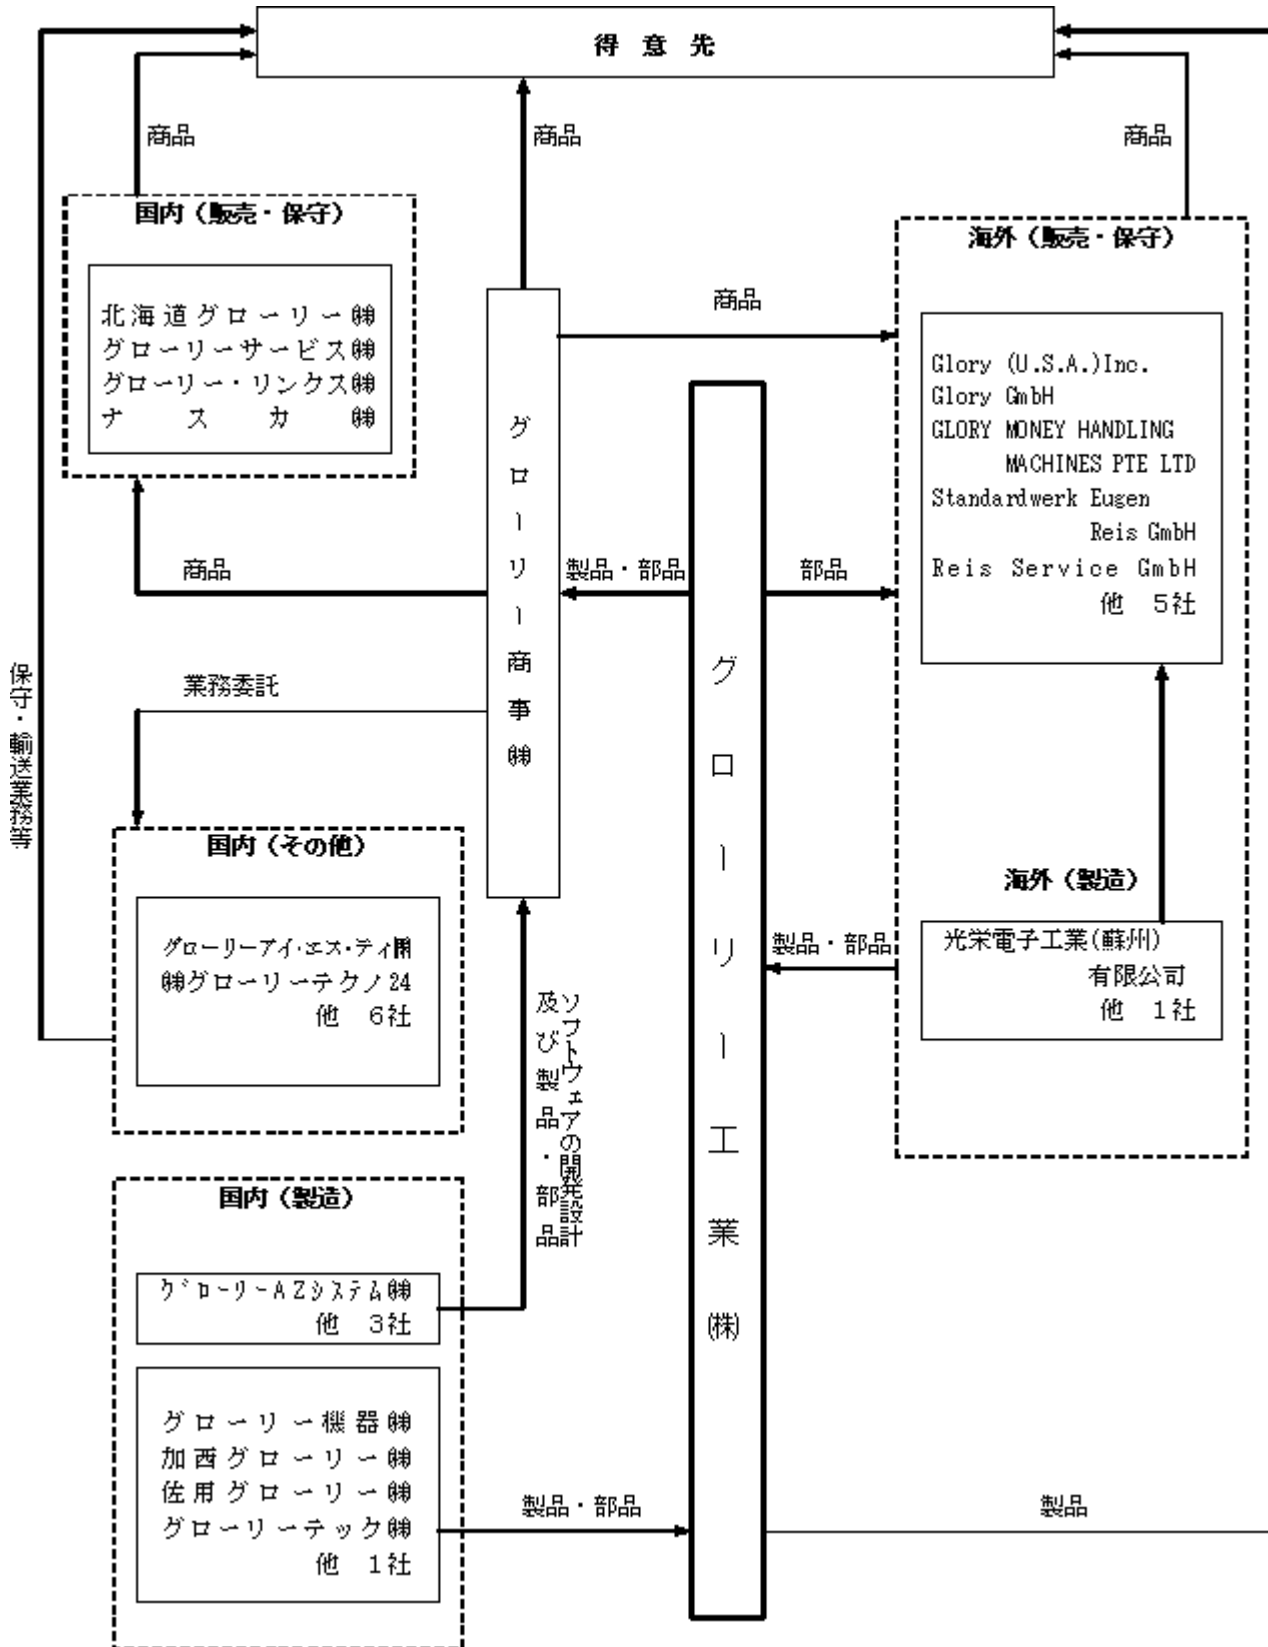 得意先
商品
商品
商品
国内（販売・保守）
北海道グローリー㈱
グローリーサービス㈱
グローリー・リンクス㈱
ナスカ㈱
海外（販売・保守）
Glory (U.S.A.)Inc.
Glory GmbH
GLORY MONEY HANDLING
MACHINES PTE LTD
Standardwerk Eugen
Reis GmbH
Reis Service GmbH
他　5社
商品
グローリー商事㈱
商品
製品・部品
部品
グローリー工業(株)
保守・輸送業務等
業務委託
国内（その他）
グローリーアイ・エス・ティ㈱
㈱グローリーテクノ24
他　6社
海外（製造）
光栄電子工業(蘇州)
有限公司
他　1社
製品・部品
ソフトウェアの開発設計
及び製品・部品
国内（製造）
グローリーAZシステム㈱
他　3社
グローリー機器㈱
加西グローリー㈱
佐用グローリー㈱
グローリーテック㈱
他　1社
製品・部品
製品